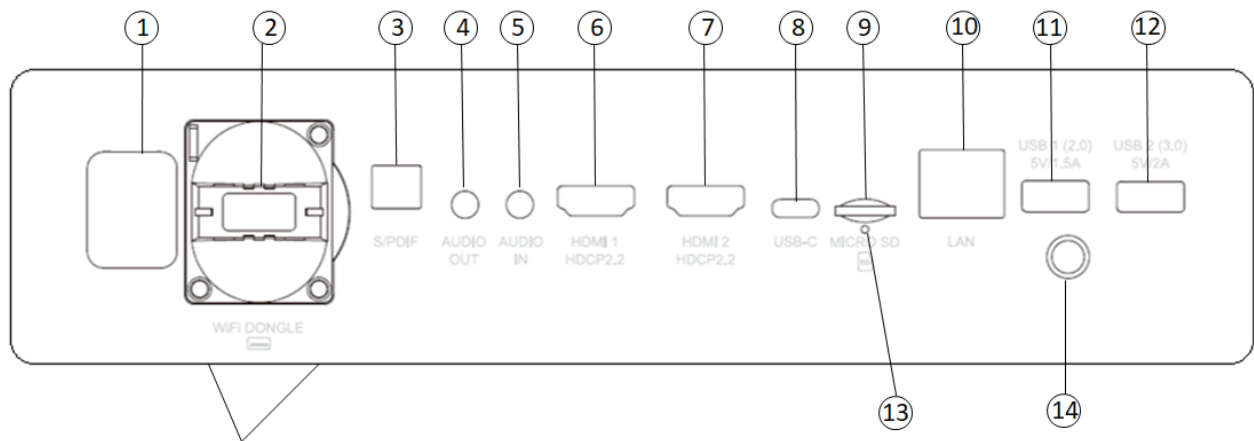 1 2 3 4 5 6 7 8 9 10 11 12
USB 1 (2.0) USB 2 (3.0)
5V/1.5A 5V/2A
S/PDIF AUDIO AUDIO HDMI 1 HDMI 2 USB-C MICRO SD LAN
OUT IN HDCP2.2 HDCP2.2
WiFi DONGLE
13 14